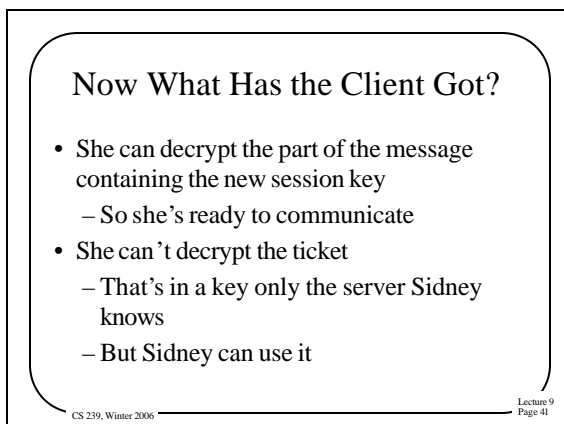 Now What Has the Client Got?
• She can decrypt the part of the message
containing the new session key
– So she's ready to communicate
• She can't decrypt the ticket
– That's in a key only the server Sidney
knows
– But Sidney can use it
CS 239, Winter 2006
Lecture 9
Page 41